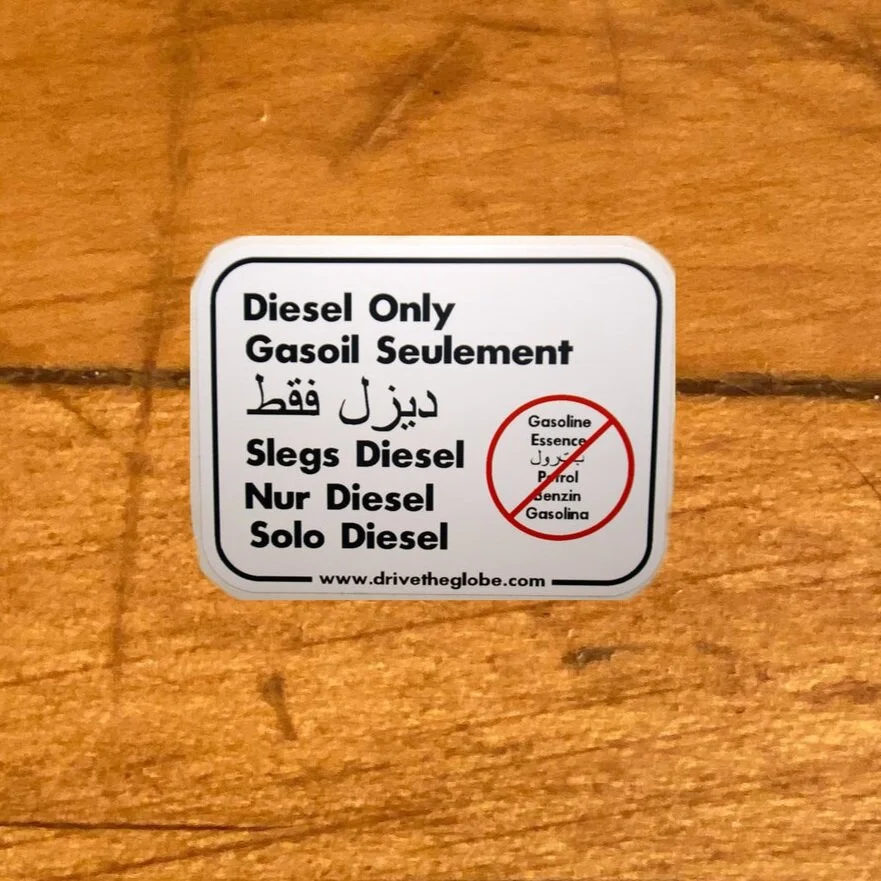 Diesel Only
Gasoil Seulement
ديزل فقط
Slegs Diesel
Nur Diesel
Solo Diesel
Gasoline
Essence
بترول
Petrol
Benzin
Gasolina
www.drivetheglobe.com